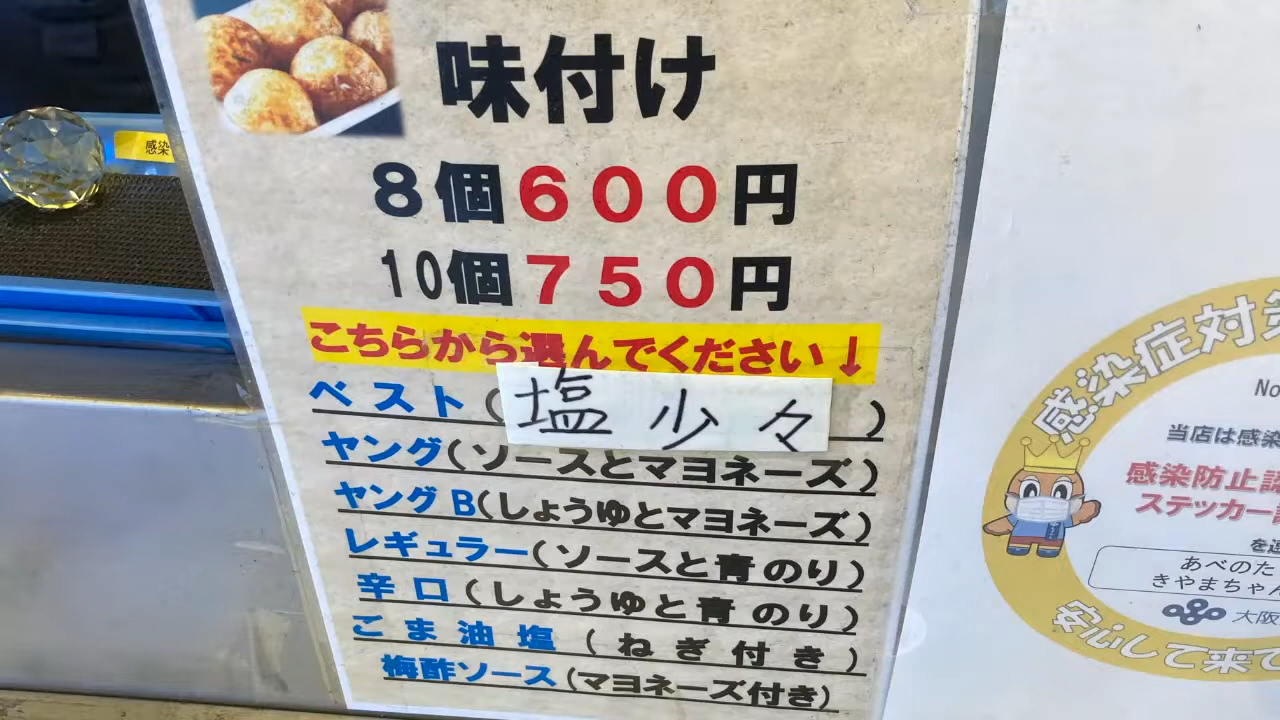 味付け
8個600円
10個750円
こちらから選んでください↓
ベスト(塩少々)
ヤング(ソースとマヨネーズ)
ヤングB(しょうゆとマヨネーズ)
レギュラー(ソースと青のり)
辛口(しょうゆと青のり)
ごま油塩(ねぎ付き)
梅酢ソース(マヨネーズ付き)
感染
感染症対策
No
当店は感染
感染防止認
ステッカー
を遵
あべのた
きやまちゃん
大阪
安心して来て